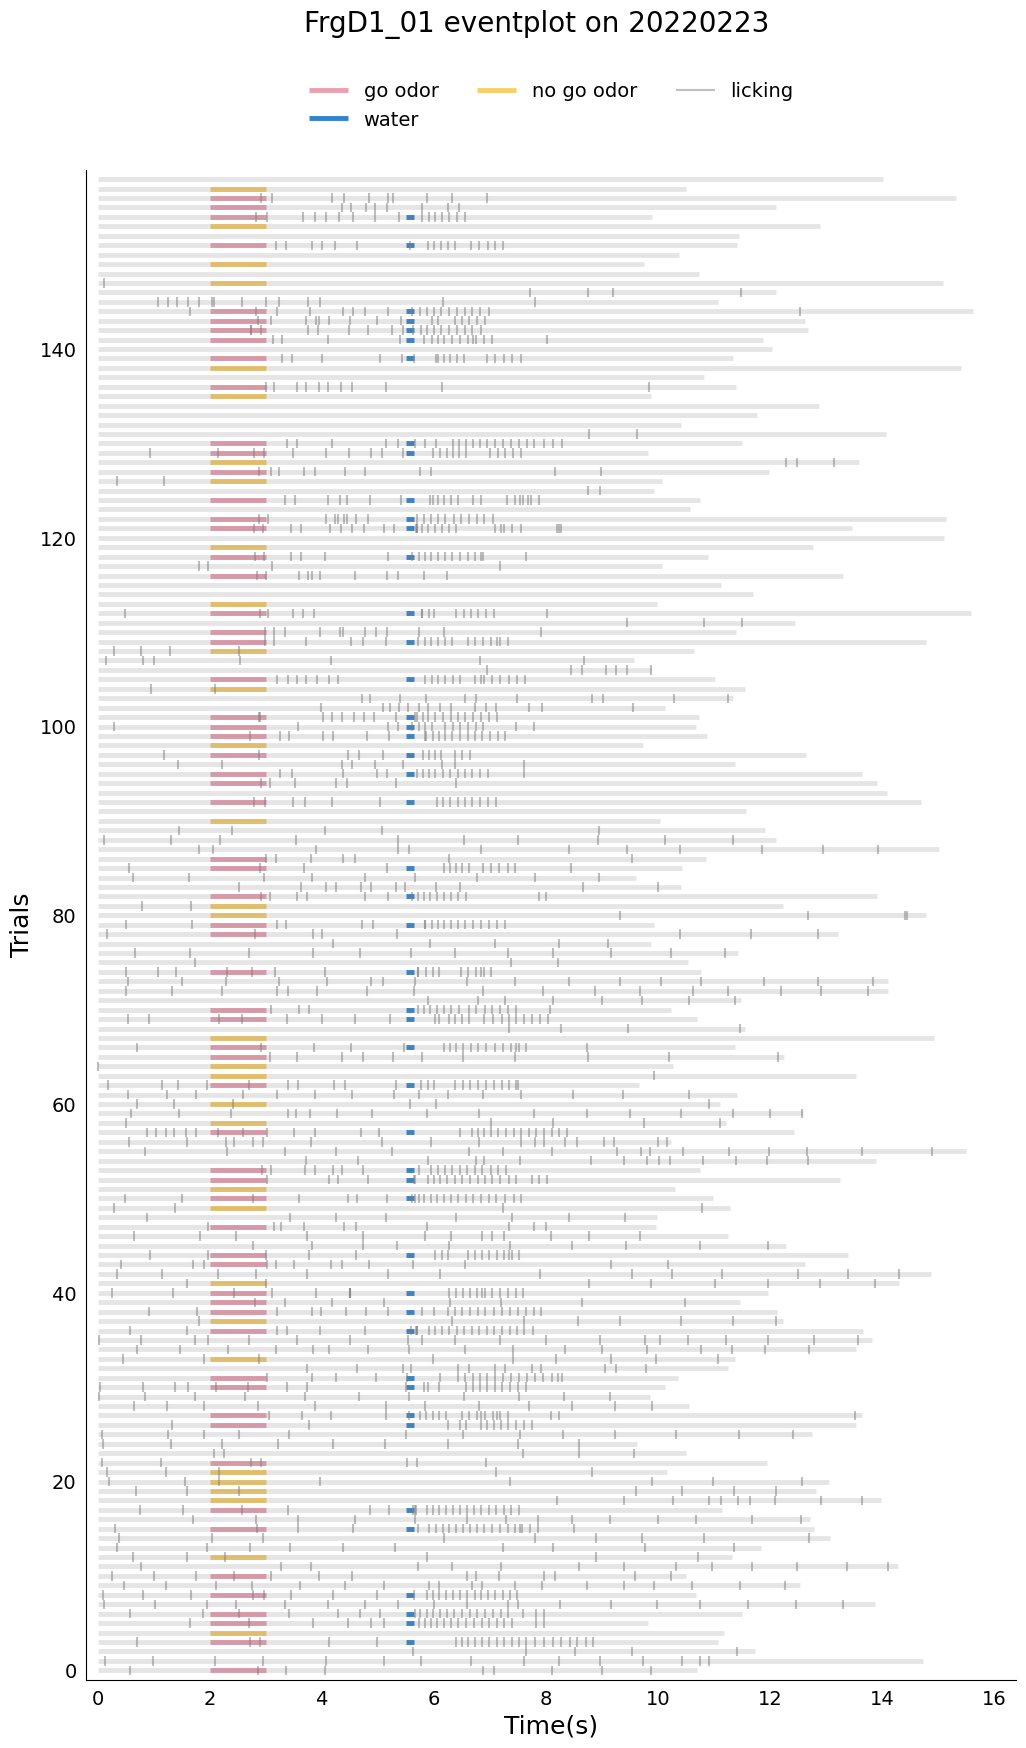 FrgD1_01 eventplot on 20220223
go odor
no go odor
licking
water
140
120
100
80
60
40
20
0
Trials
0 2 4 6 8 10 12 14 16
Time(s)